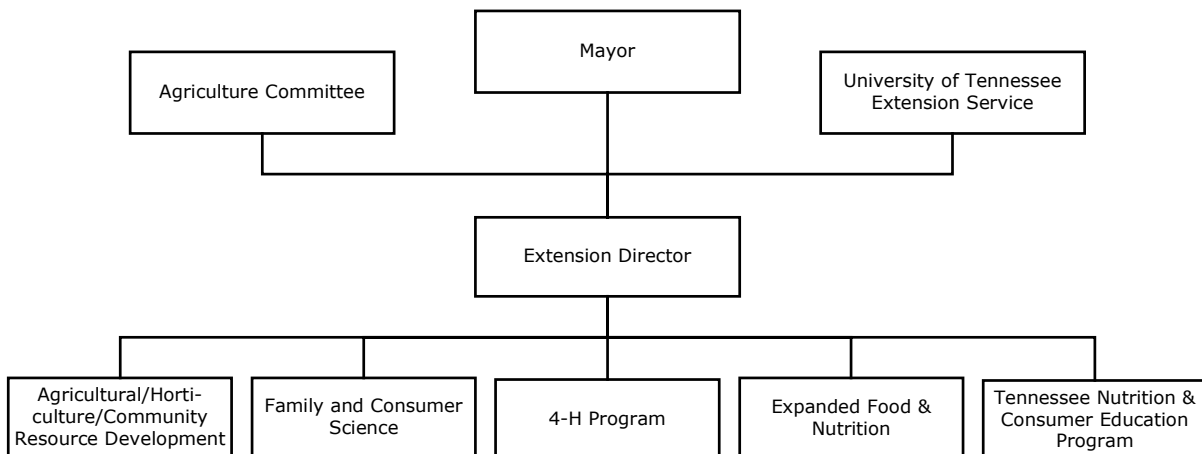 Mayor
Agriculture Committee
University of Tennessee
Extension Service
Extension Director
Agricultural/Horti-
culture/Community
Resource Development
Family and Consumer
Science
4-H Program
Expanded Food &
Nutrition
Tennessee Nutrition &
Consumer Education
Program